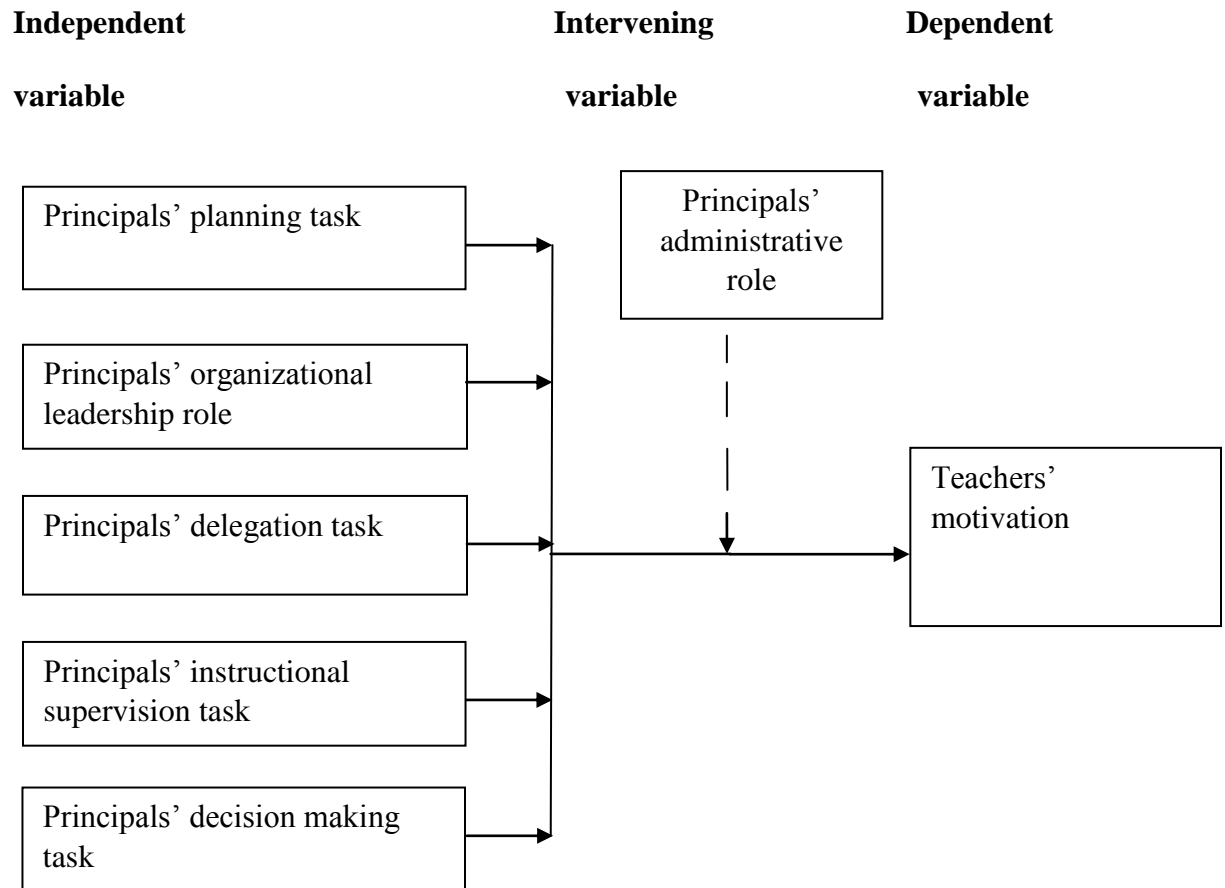 Independent Intervening Dependent
variable variable variable
Principals’ planning task
Principals’
administrative
role
Principals’ organizational
leadership role
Principals’ delegation task
Teachers’
motivation
Principals’ instructional
supervision task
Principals’ decision making
task